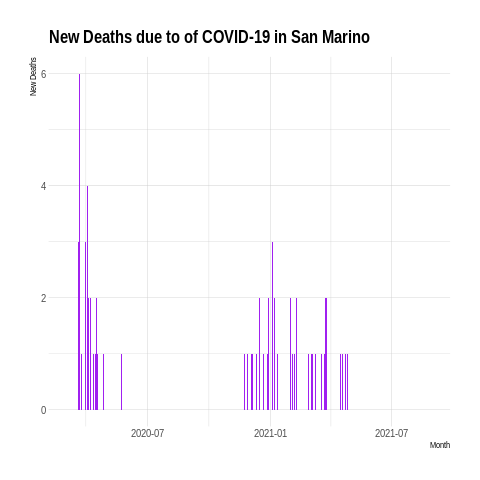 New Deaths due to of COVID-19 in San Marino
New Deaths
6
4
2
0
2020-07
2021-01
2021-07
Month